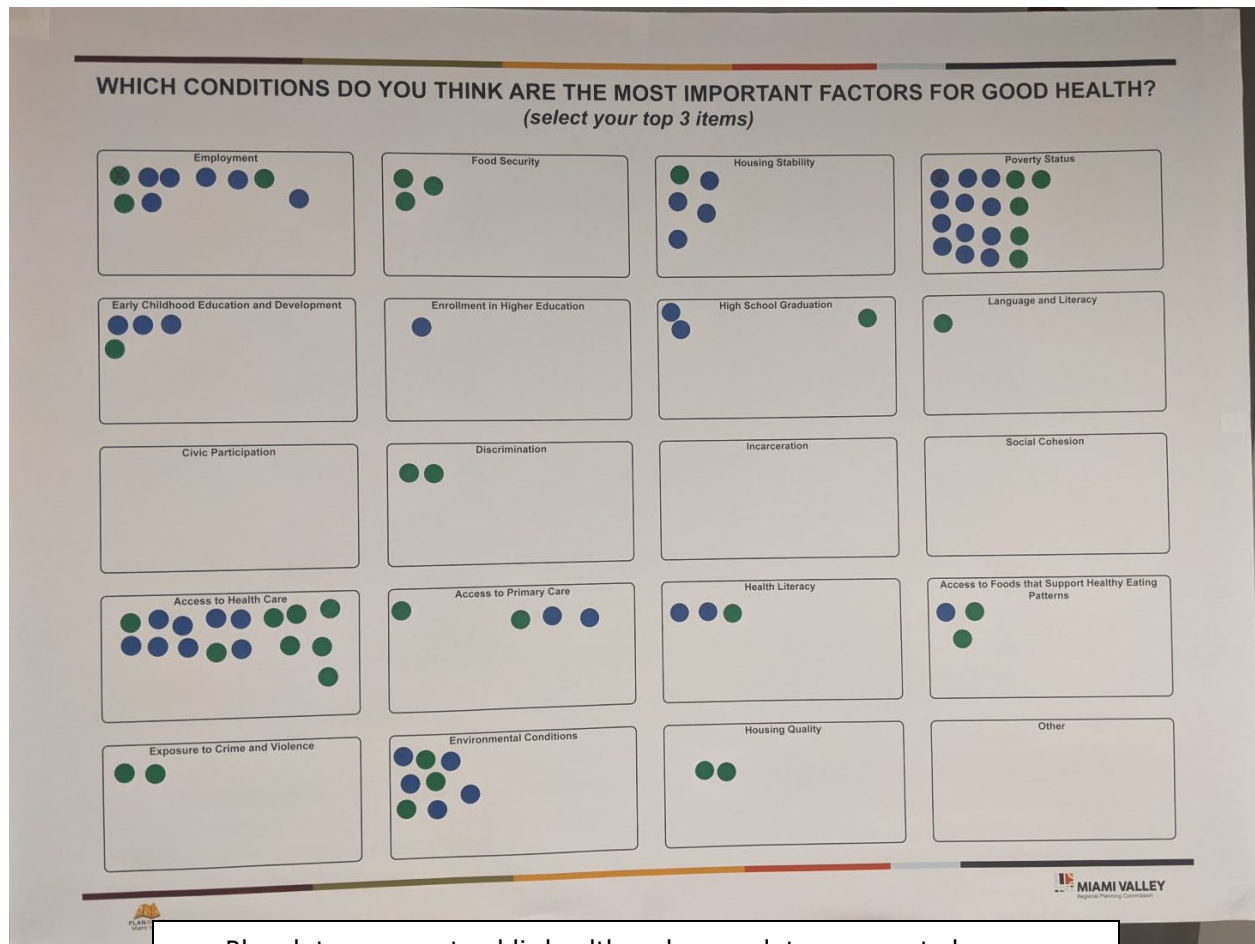 WHICH CONDITIONS DO YOU THINK ARE THE MOST IMPORTANT FACTORS FOR GOOD HEALTH?
(select your top 3 items)
Employment
Food Security
Housing Stability
Poverty Status
Early Childhood Education and Development
Enrollment in Higher Education
High School Graduation
Language and Literacy
Civic Participation
Discrimination
Incarceration
Social Cohesion
Access to Health Care
Access to Primary Care
Health Literacy
Access to Foods that Support Healthy Eating
Patterns
Exposure to Crime and Violence
Environmental Conditions
Housing Quality
Other
MIAMI VALLEY
Regional Planning Commission